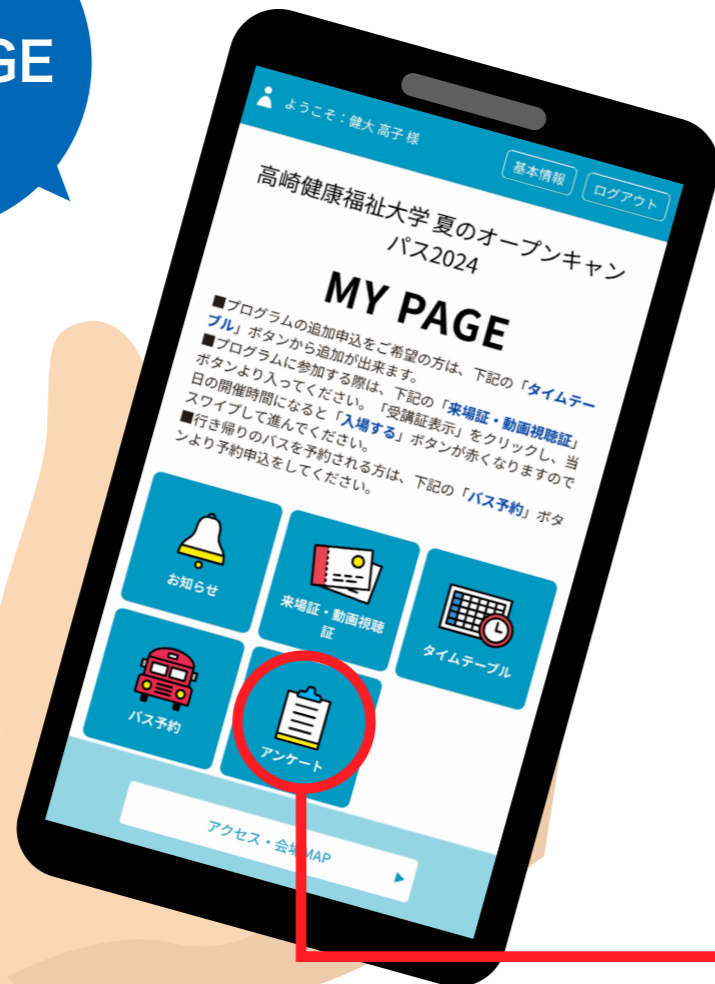 GE
ようこそ：健大 高子 様
基本情報
ログアウト
高崎健康福祉大学 夏のオープンキャン
パス2024
MY PAGE
■プログラムの追加申込をご希望の方は、下記の「タイムテー
ブル」ボタンから追加が出来ます。
■プログラムに参加する際は、下記の「来場証・動画視聴証」
ボタンより入ってください。「受講証表示」をクリックし、当
日の開催時間になると「入場する」ボタンが赤くなりますので
スワイプして進んでください。
■行き帰りのバスを予約される方は、下記の「バス予約」ボタ
ンより予約申込をしてください。
お知らせ
来場証・動画視聴
証
タイムテーブル
バス予約
アンケート
アクセス・会場MAP